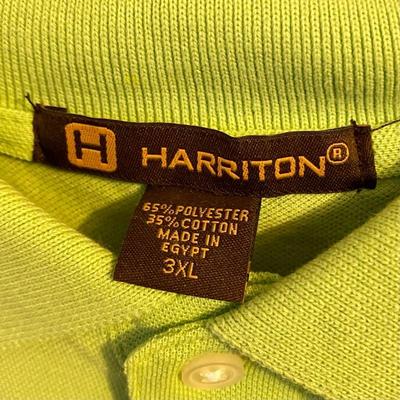 H HARRITON®
65% POLYESTER
35% COTTON
MADE IN
EGYPT
3XL